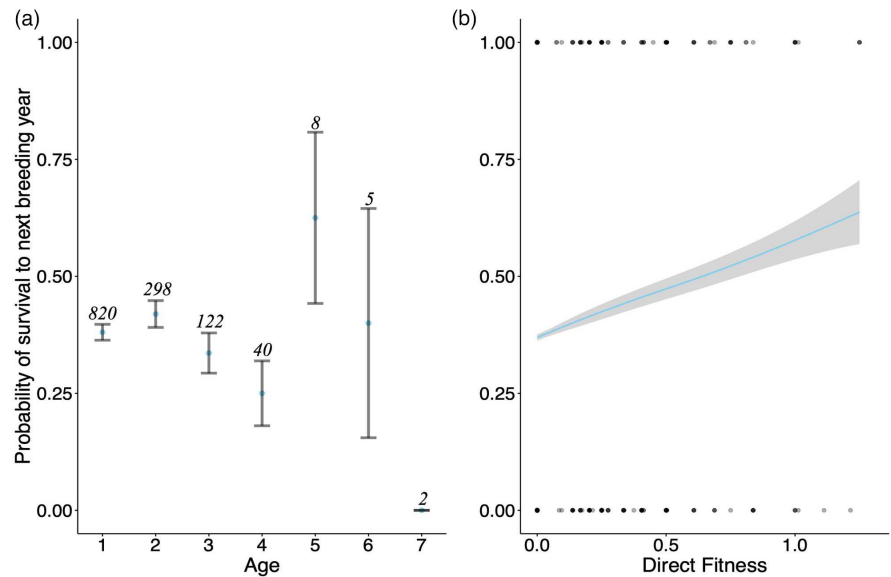 (a)
Probability of survival to next breeding year
1.00
0.75
0.50
0.25
0.00
820
298
122
40
8
5
2
1 2 3 4 5 6 7
Age
(b)
1.00
0.75
0.50
0.25
0.00
0.0 0.5 1.0
Direct Fitness